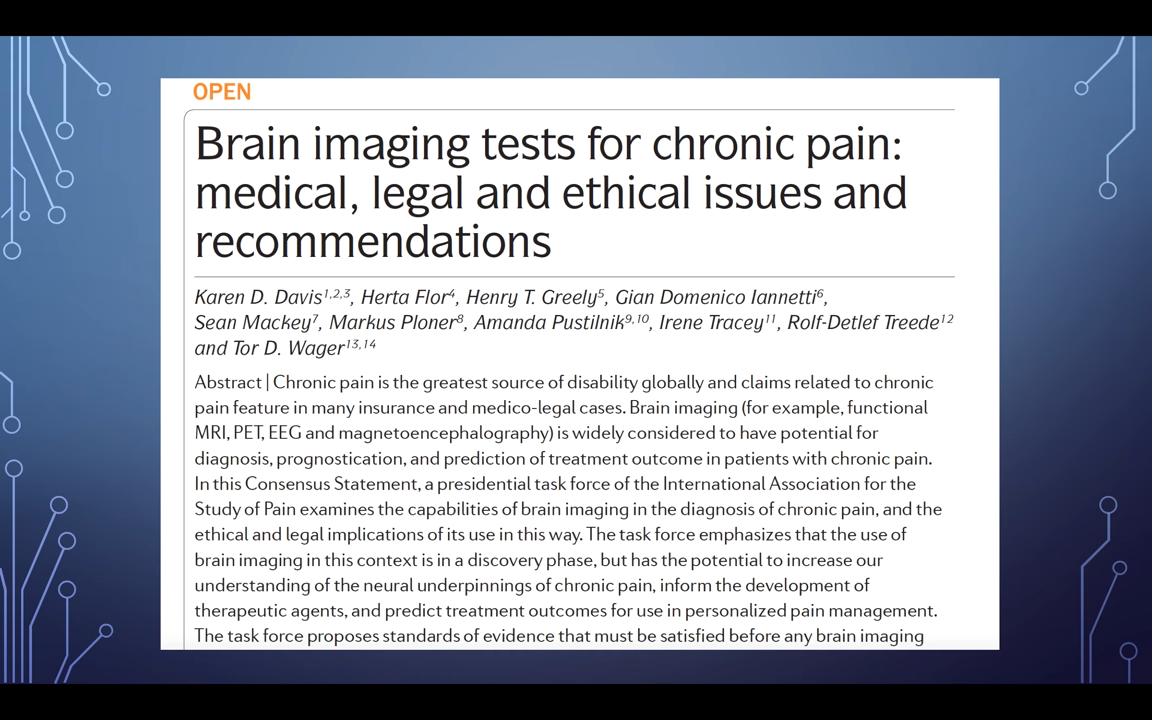 OPEN
Brain imaging tests for chronic pain:
medical, legal and ethical issues and
recommendations
Karen D. Davis1,2,3, Herta Flor4, Henry T. Greely5, Gian Domenico Iannetti6,
Sean Mackey7, Markus Ploner8, Amanda Pustilnik9,10, Irene Tracey11, Rolf-Detlef Treede12
and Tor D. Wager13,14
Abstract | Chronic pain is the greatest source of disability globally and claims related to chronic
pain feature in many insurance and medico-legal cases. Brain imaging (for example, functional
MRI, PET, EEG and magnetoencephalography) is widely considered to have potential for
diagnosis, prognostication, and prediction of treatment outcome in patients with chronic pain.
In this Consensus Statement, a presidential task force of the International Association for the
Study of Pain examines the capabilities of brain imaging in the diagnosis of chronic pain, and the
ethical and legal implications of its use in this way. The task force emphasizes that the use of
brain imaging in this context is in a discovery phase, but has the potential to increase our
understanding of the neural underpinnings of chronic pain, inform the development of
therapeutic agents, and predict treatment outcomes for use in personalized pain management.
The task force proposes standards of evidence that must be satisfied before any brain imaging